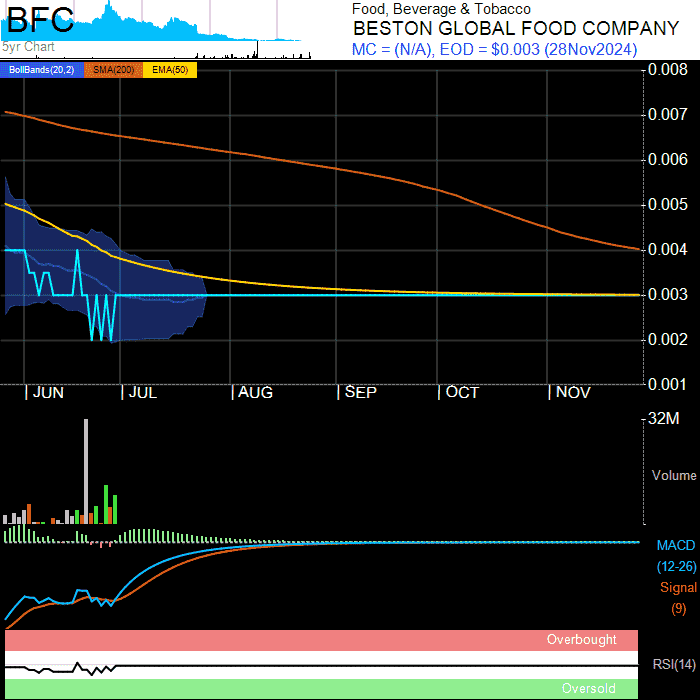 BFC
5yr Chart
Food, Beverage & Tobacco
BESTON GLOBAL FOOD COMPANY
MC = (N/A), EOD = $0.003 (28Nov2024)
BollBands(20,2) SMA(200) EMA(50)
0.008
0.007
0.006
0.005
0.004
0.003
0.002
0.001
JUN JUL AUG SEP OCT NOV
32M
Volume
MACD
(12-26)
Signal
(9)
Overbought
RSI(14)
Oversold